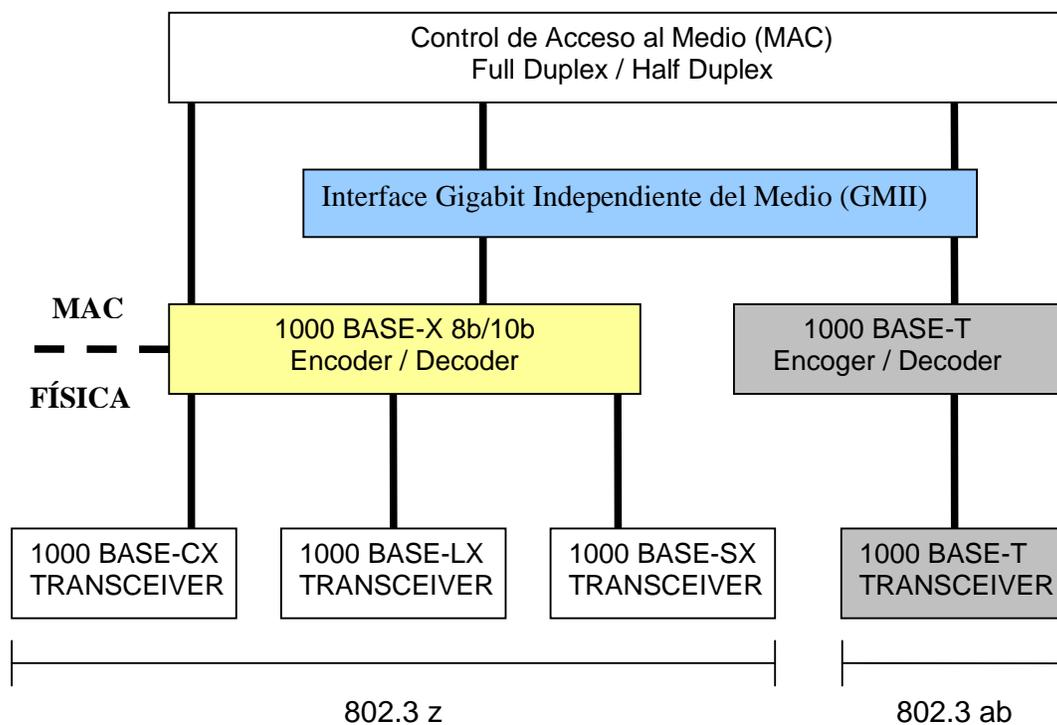 Control de Acceso al Medio (MAC)
Full Duplex / Half Duplex
Interface Gigabit Independiente del Medio (GMII)
MAC
FÍSICA
1000 BASE-X 8b/10b
Encoder / Decoder
1000 BASE-T
Encoger / Decoder
1000 BASE-CX
TRANSCEIVER
1000 BASE-LX
TRANSCEIVER
1000 BASE-SX
TRANSCEIVER
1000 BASE-T
TRANSCEIVER
802.3 z
802.3 ab